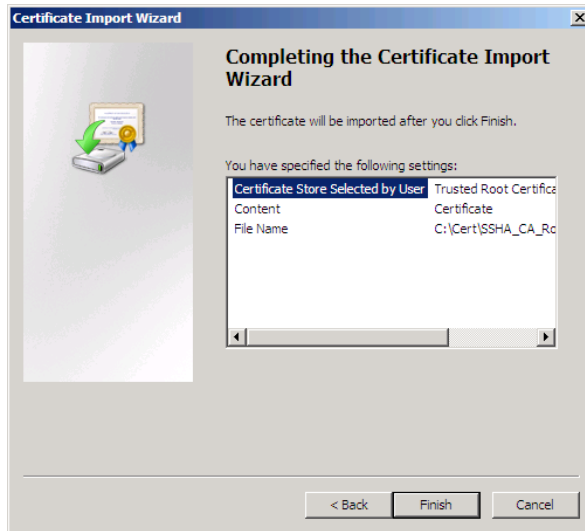 Certificate Import Wizard
Completing the Certificate Import
Wizard
The certificate will be imported after you click Finish.
You have specified the following settings:
Certificate Store Selected by User Trusted Root Certifica
Content Certificate
File Name C:\Cert\SSHA_CA_Ro
< Back Finish Cancel